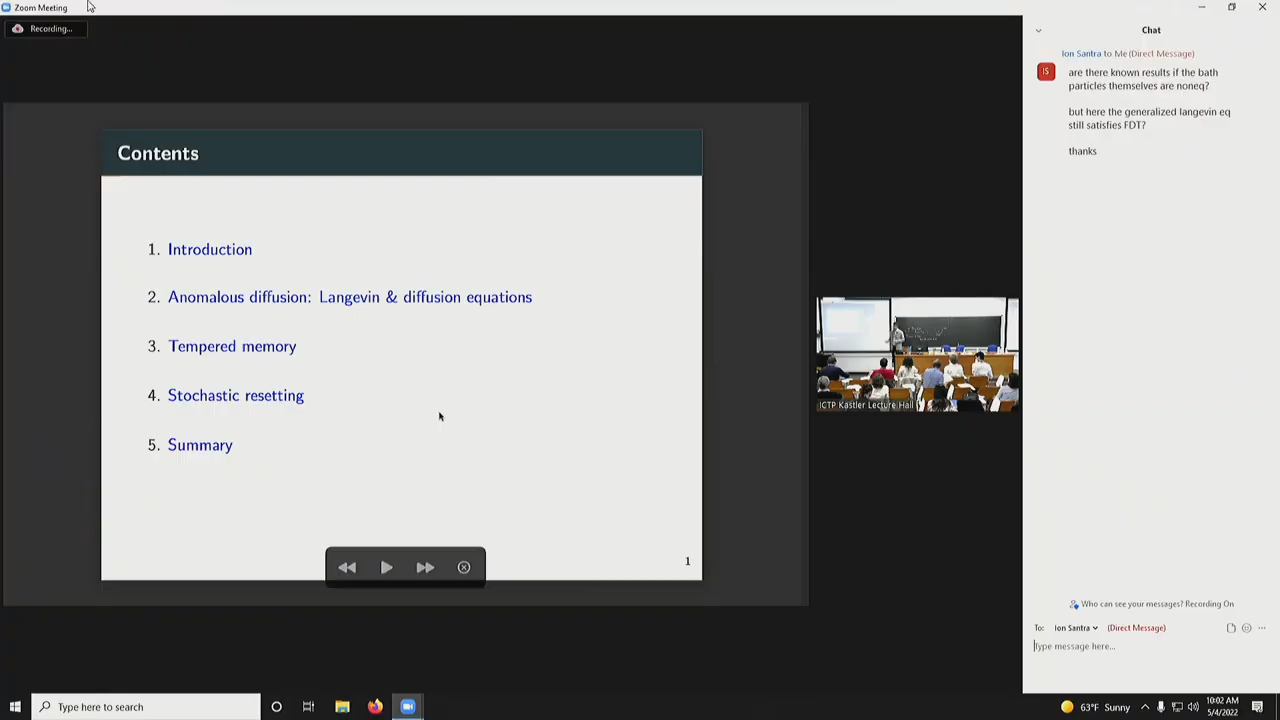 Zoom Meeting
Recording...
Contents
1. Introduction
2. Anomalous diffusion: Langevin & diffusion equations
3. Tempered memory
4. Stochastic resetting
5. Summary
1
ICTP Kastler Lecture Hall
Chat
Ion Santra to Me (Direct Message)
IS
are there known results if the bath
particles themselves are noneq?
but here the generalized langevin eq
still satisfies FDT?
thanks
Who can see your messages? Recording On
To: Ion Santra (Direct Message)
Type message here...
Type here to search
63°F Sunny
10:02 AM
5/4/2022